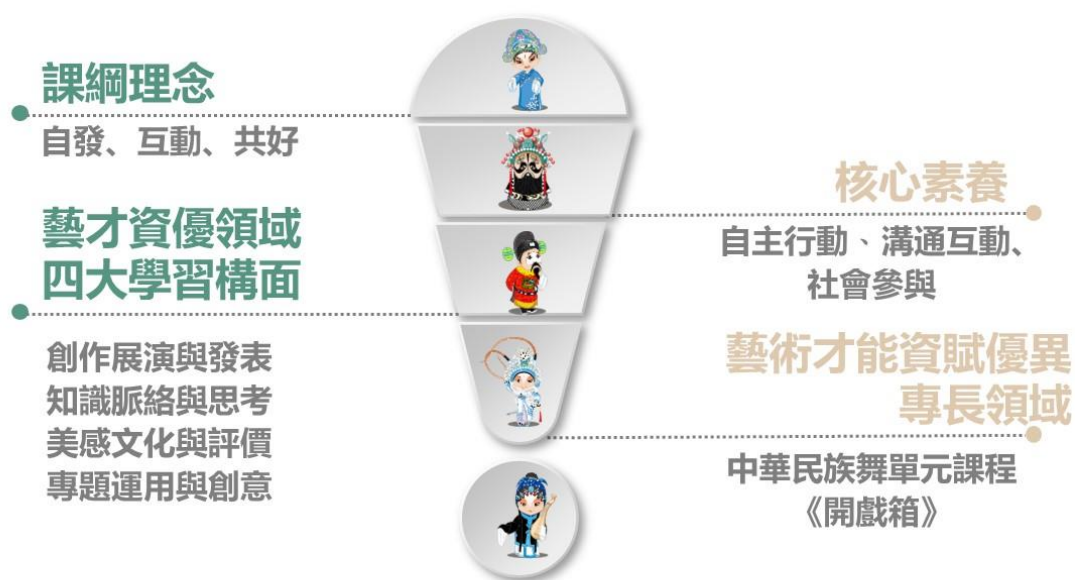 課綱理念
自發、互動、共好
核心素養
自主行動、溝通互動、
社會參與
藝才資優領域
四大學習構面
創作展演與發表
知識脈絡與思考
美感文化與評價
專題運用與創意
藝術才能資賦優異
專長領域
中華民族舞單元課程
《開戲箱》